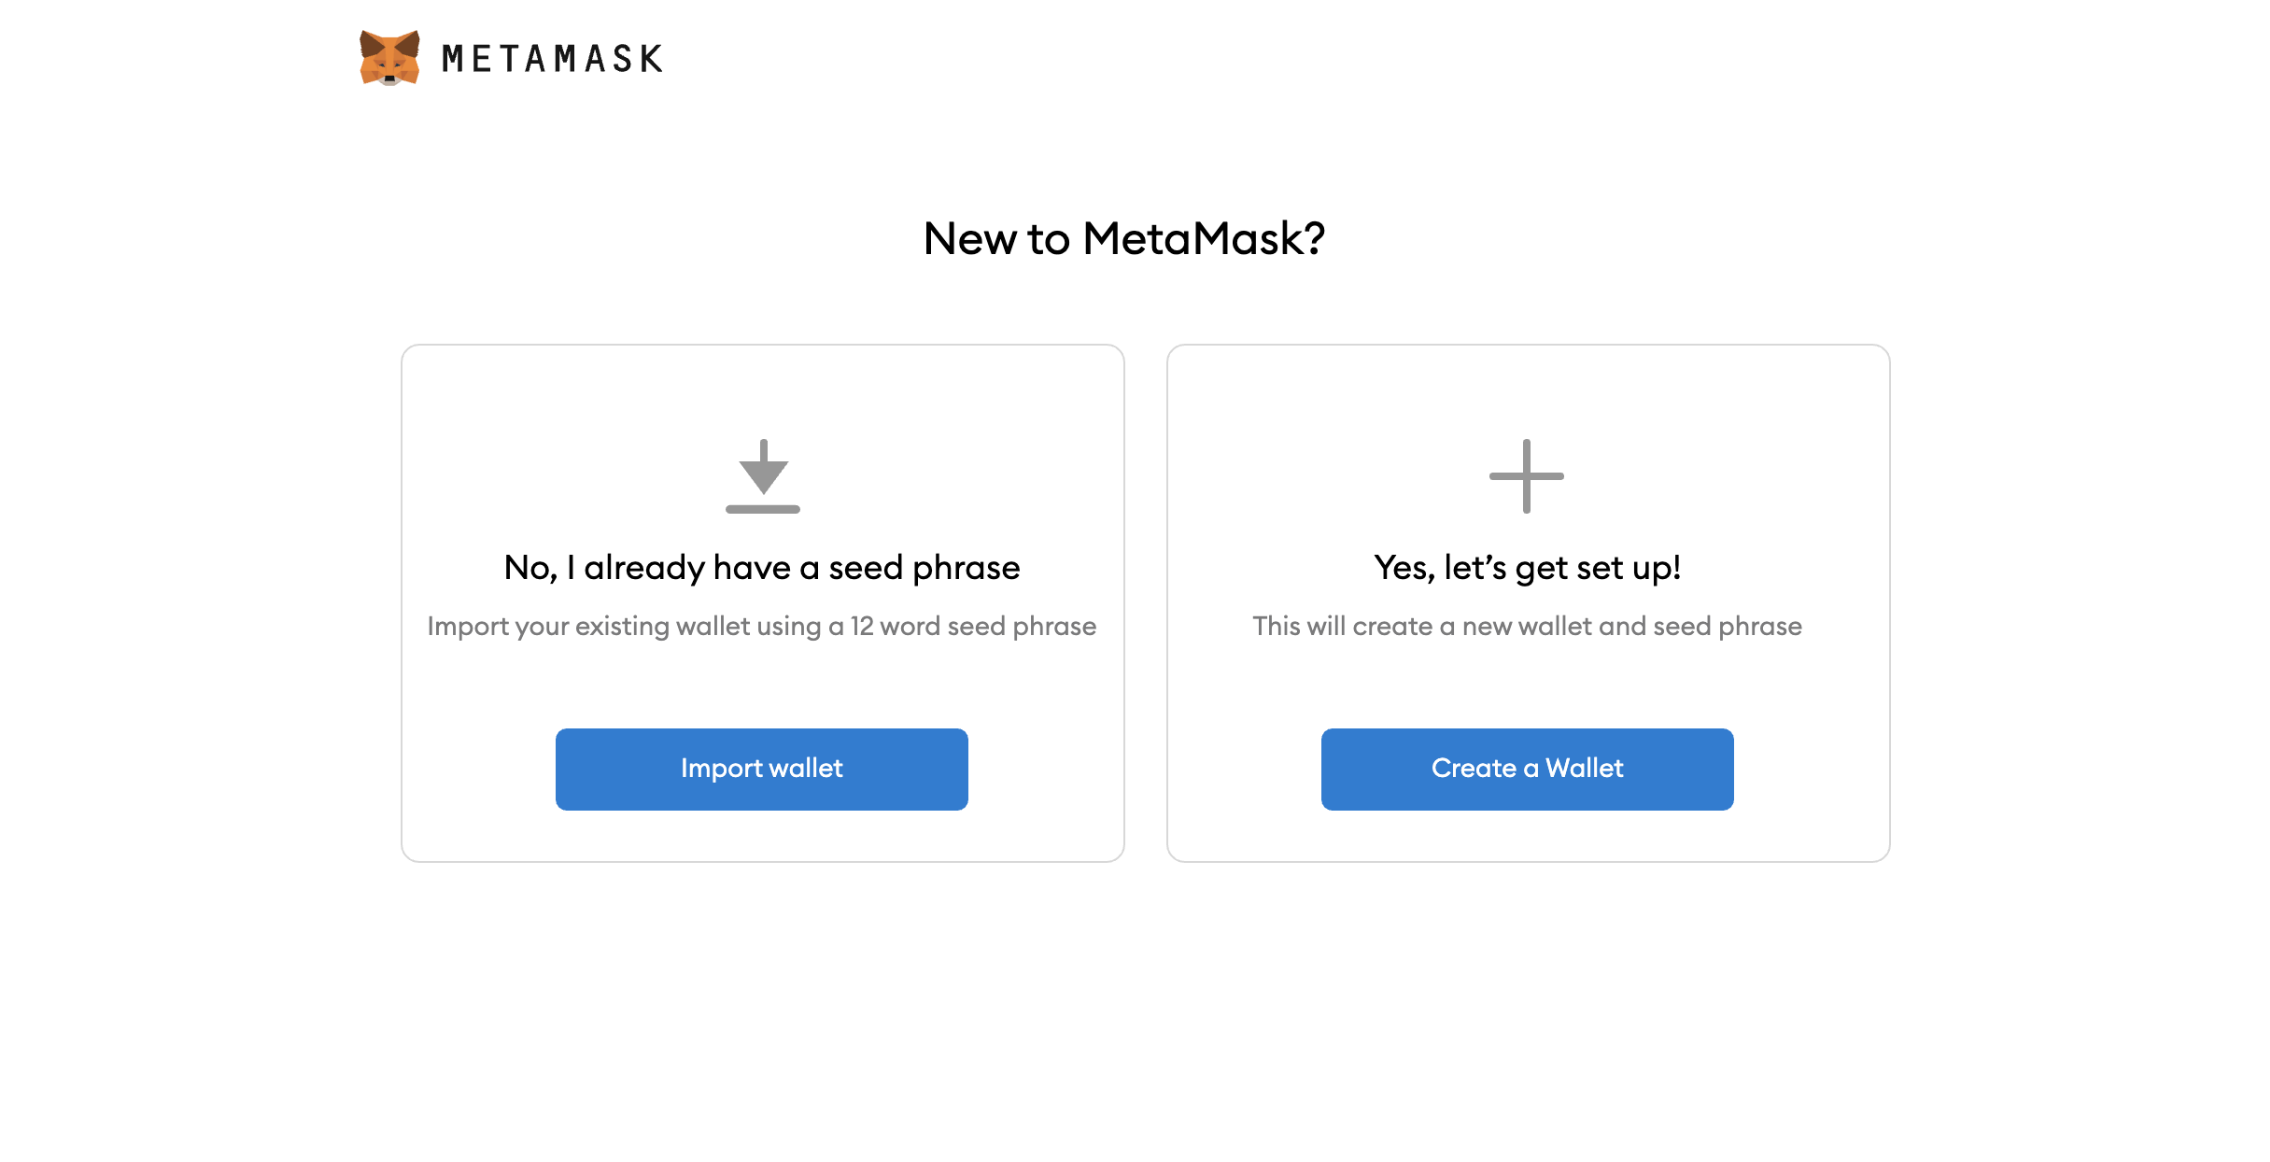 METAMASK
New to MetaMask?
No, I already have a seed phrase
Import your existing wallet using a 12 word seed phrase
Import wallet
Yes, let’s get set up!
This will create a new wallet and seed phrase
Create a Wallet